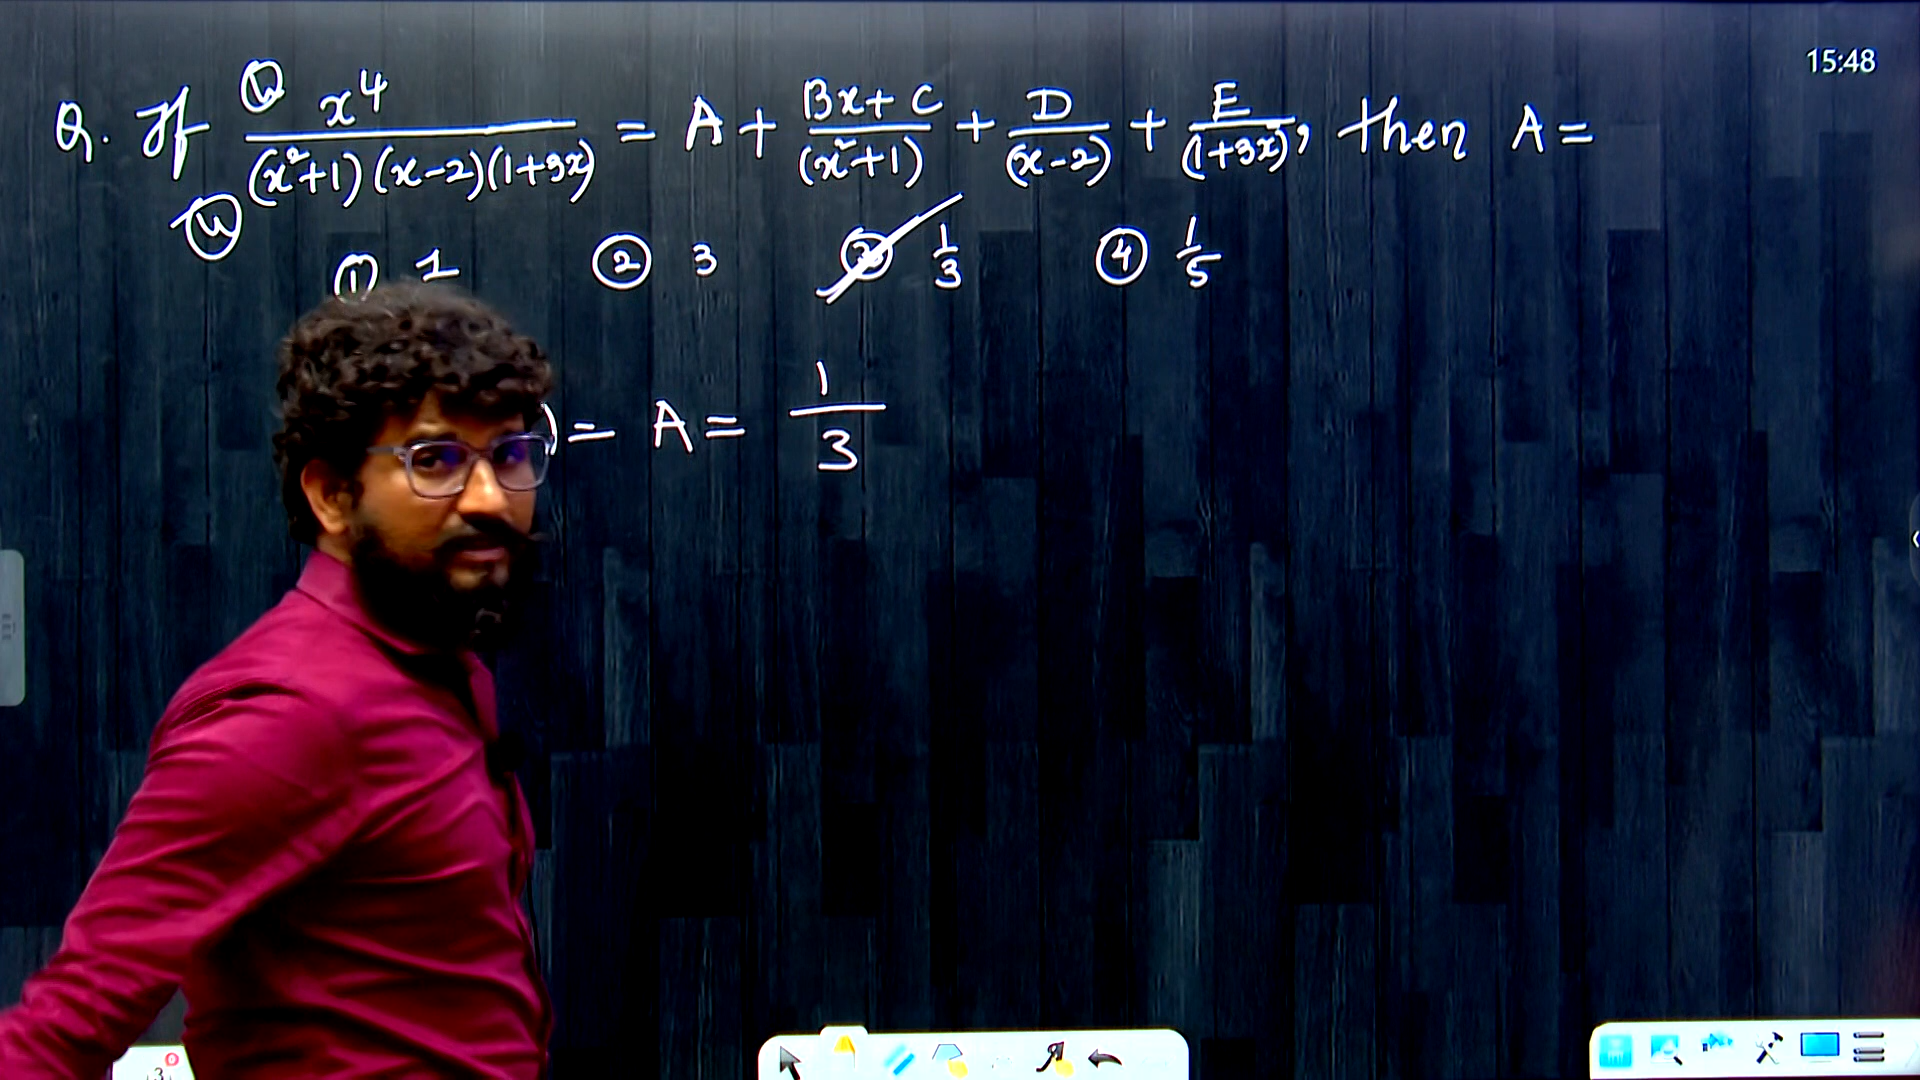 15:48
Q. If x⁴/((x²+1)(x-2)(1+3x)) = A + (Bx+C)/(x²+1) + D/(x-2) + E/(1+3x), then A =
① 1 ② 3 ③ 1/3 ④ 1/5
) = A = 1/3